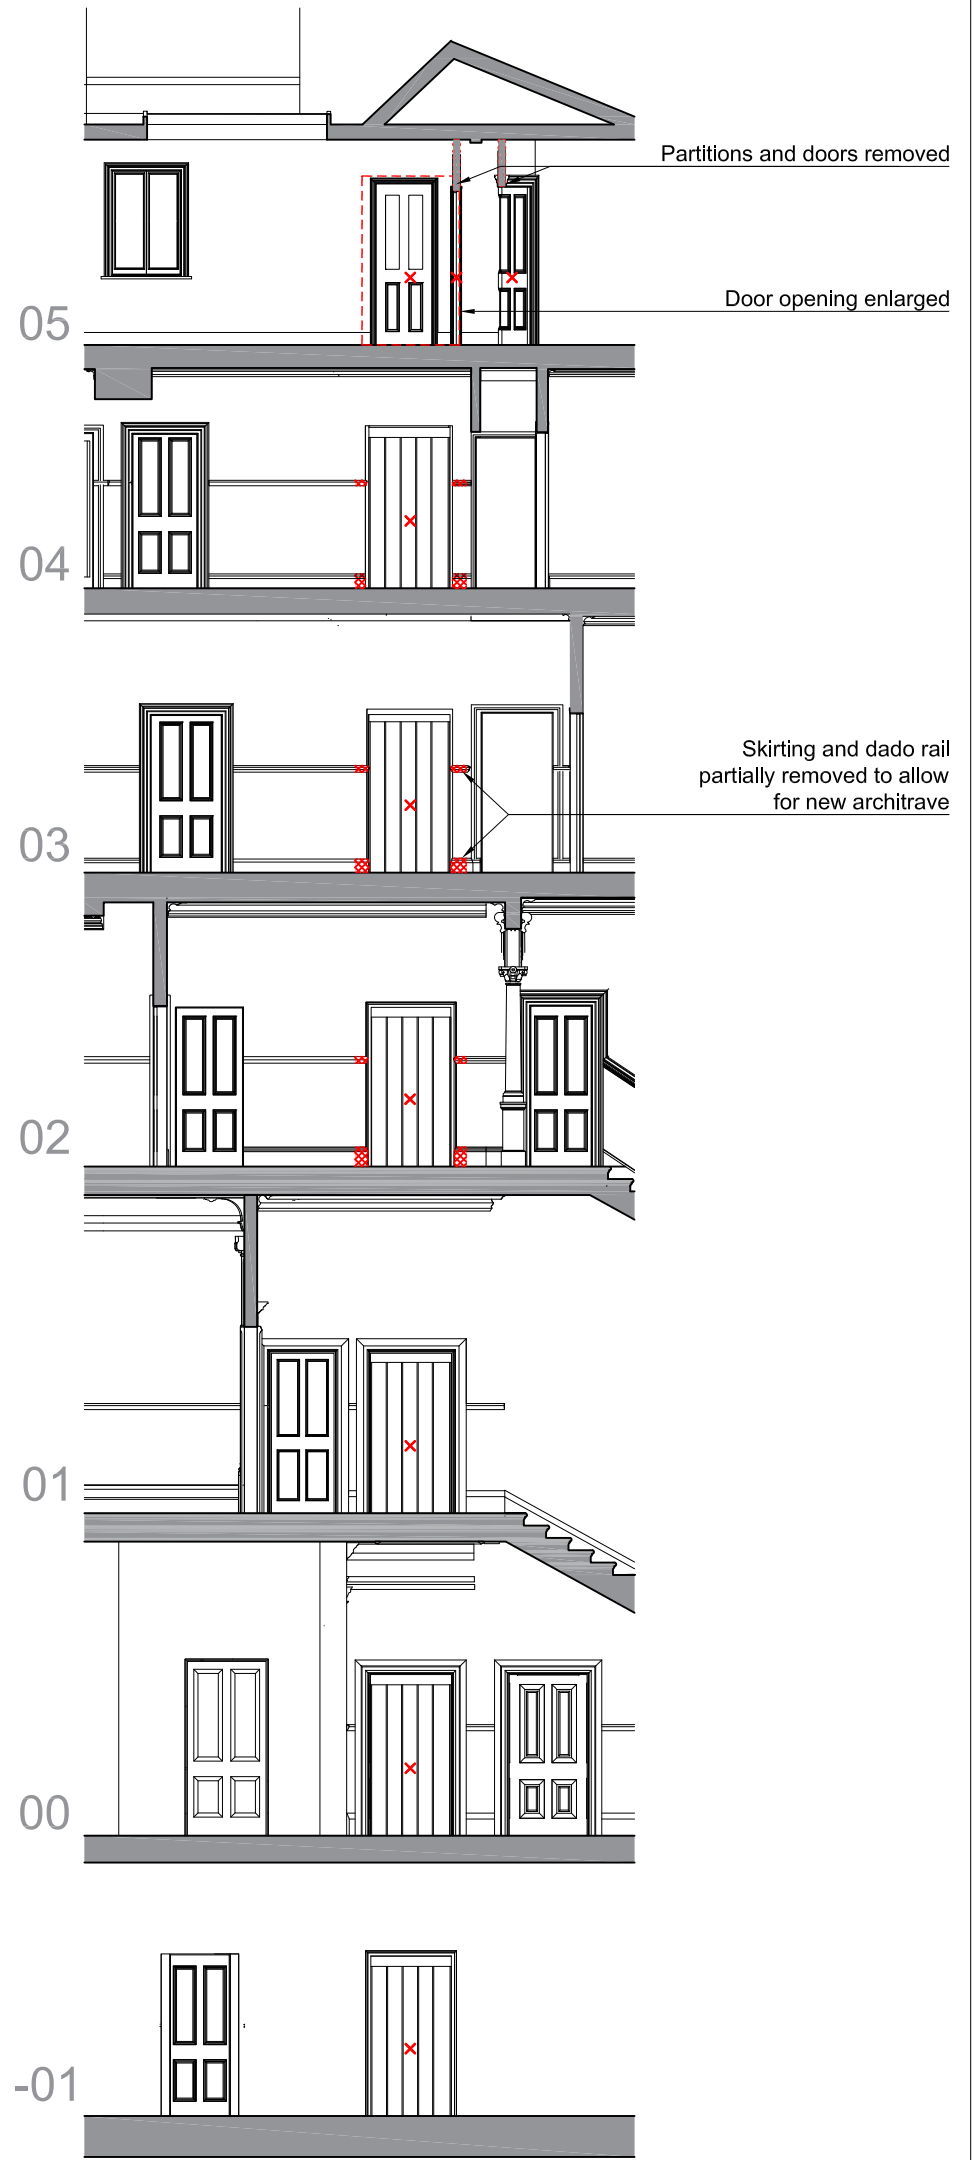 Partitions and doors removed
Door opening enlarged
05
04
Skirting and dado rail
partially removed to allow
for new architrave
03
02
01
00
-01